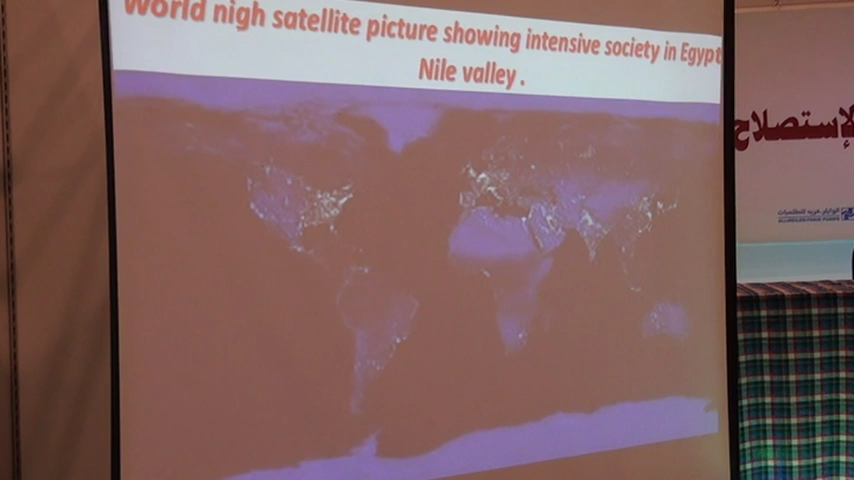 World nigh satellite picture showing intensive society in Egypt
Nile valley .
الإستصلاح